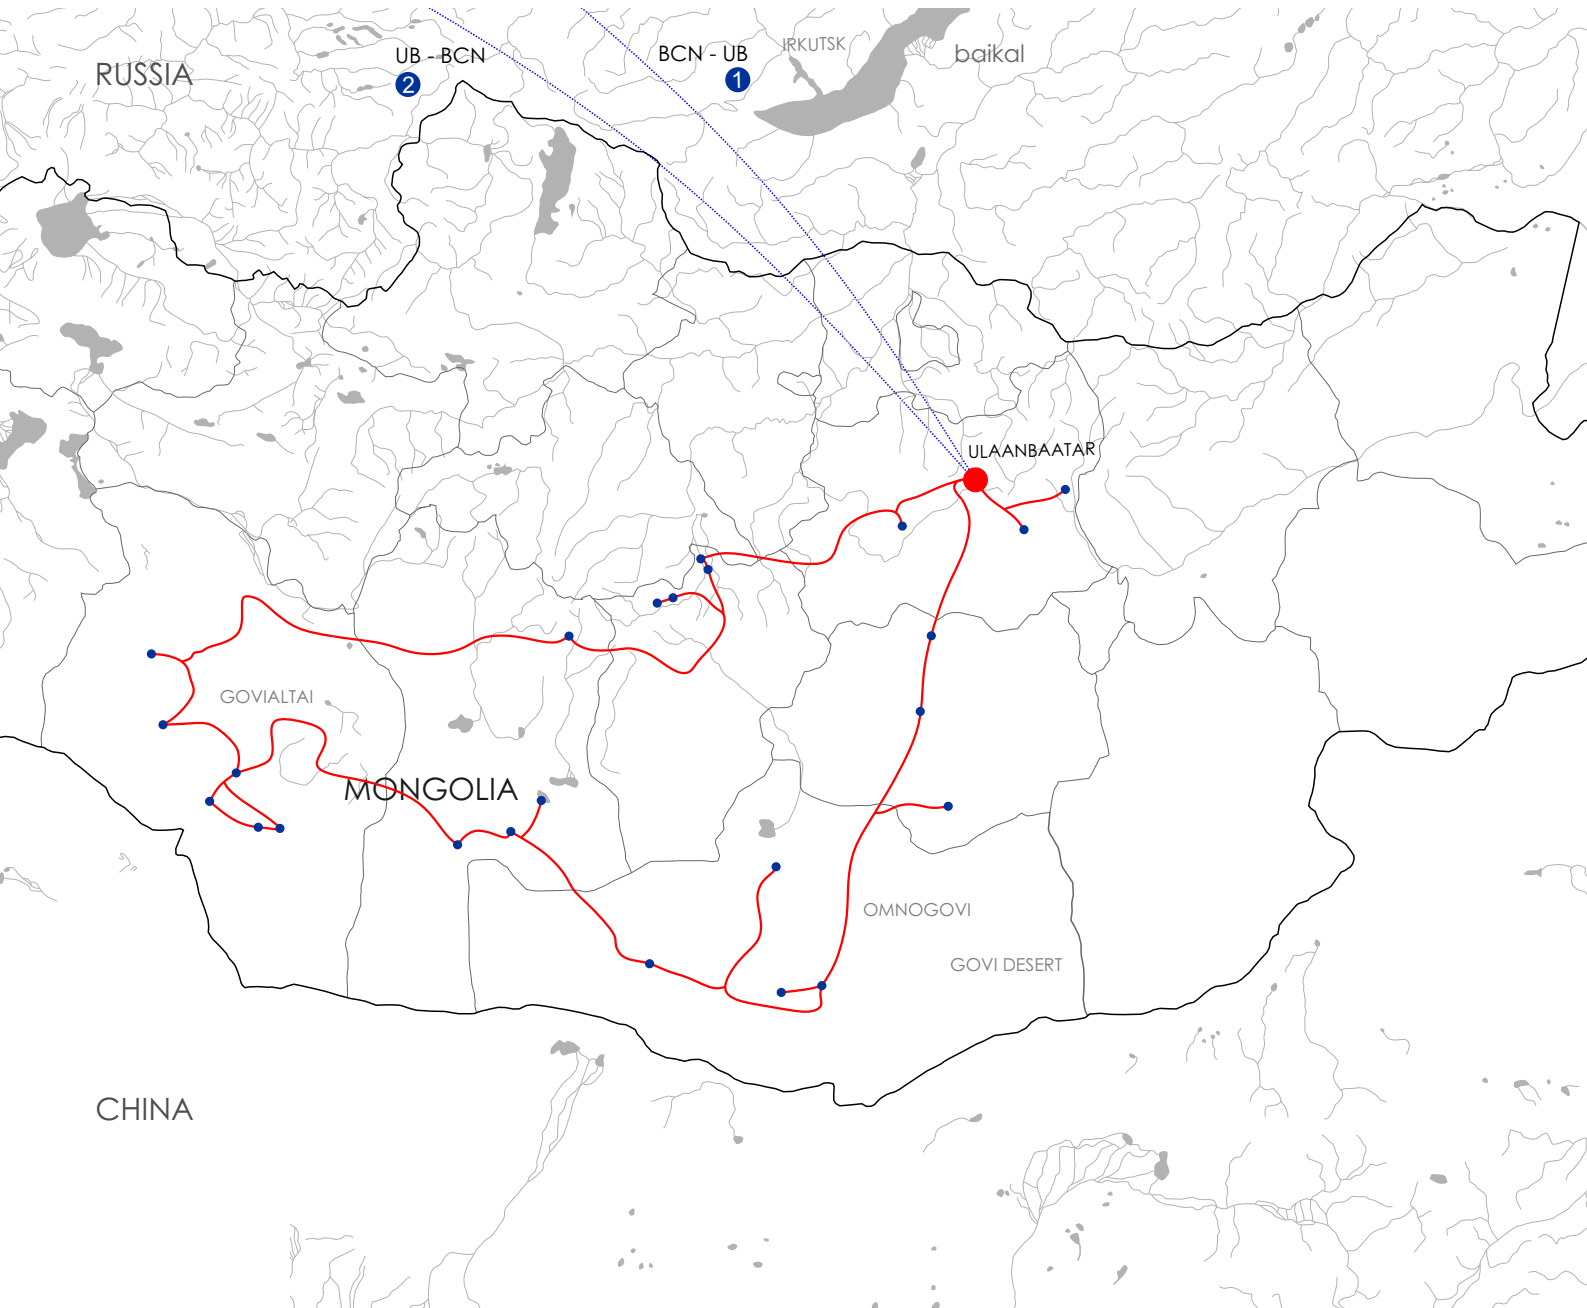 UB - BCN
2
BCN - UB
1
IRKUTSK
baikal
RUSSIA
ULAANBAATAR
GOVIALTAI
MONGOLIA
OMNOGOVI
GOVI DESERT
CHINA